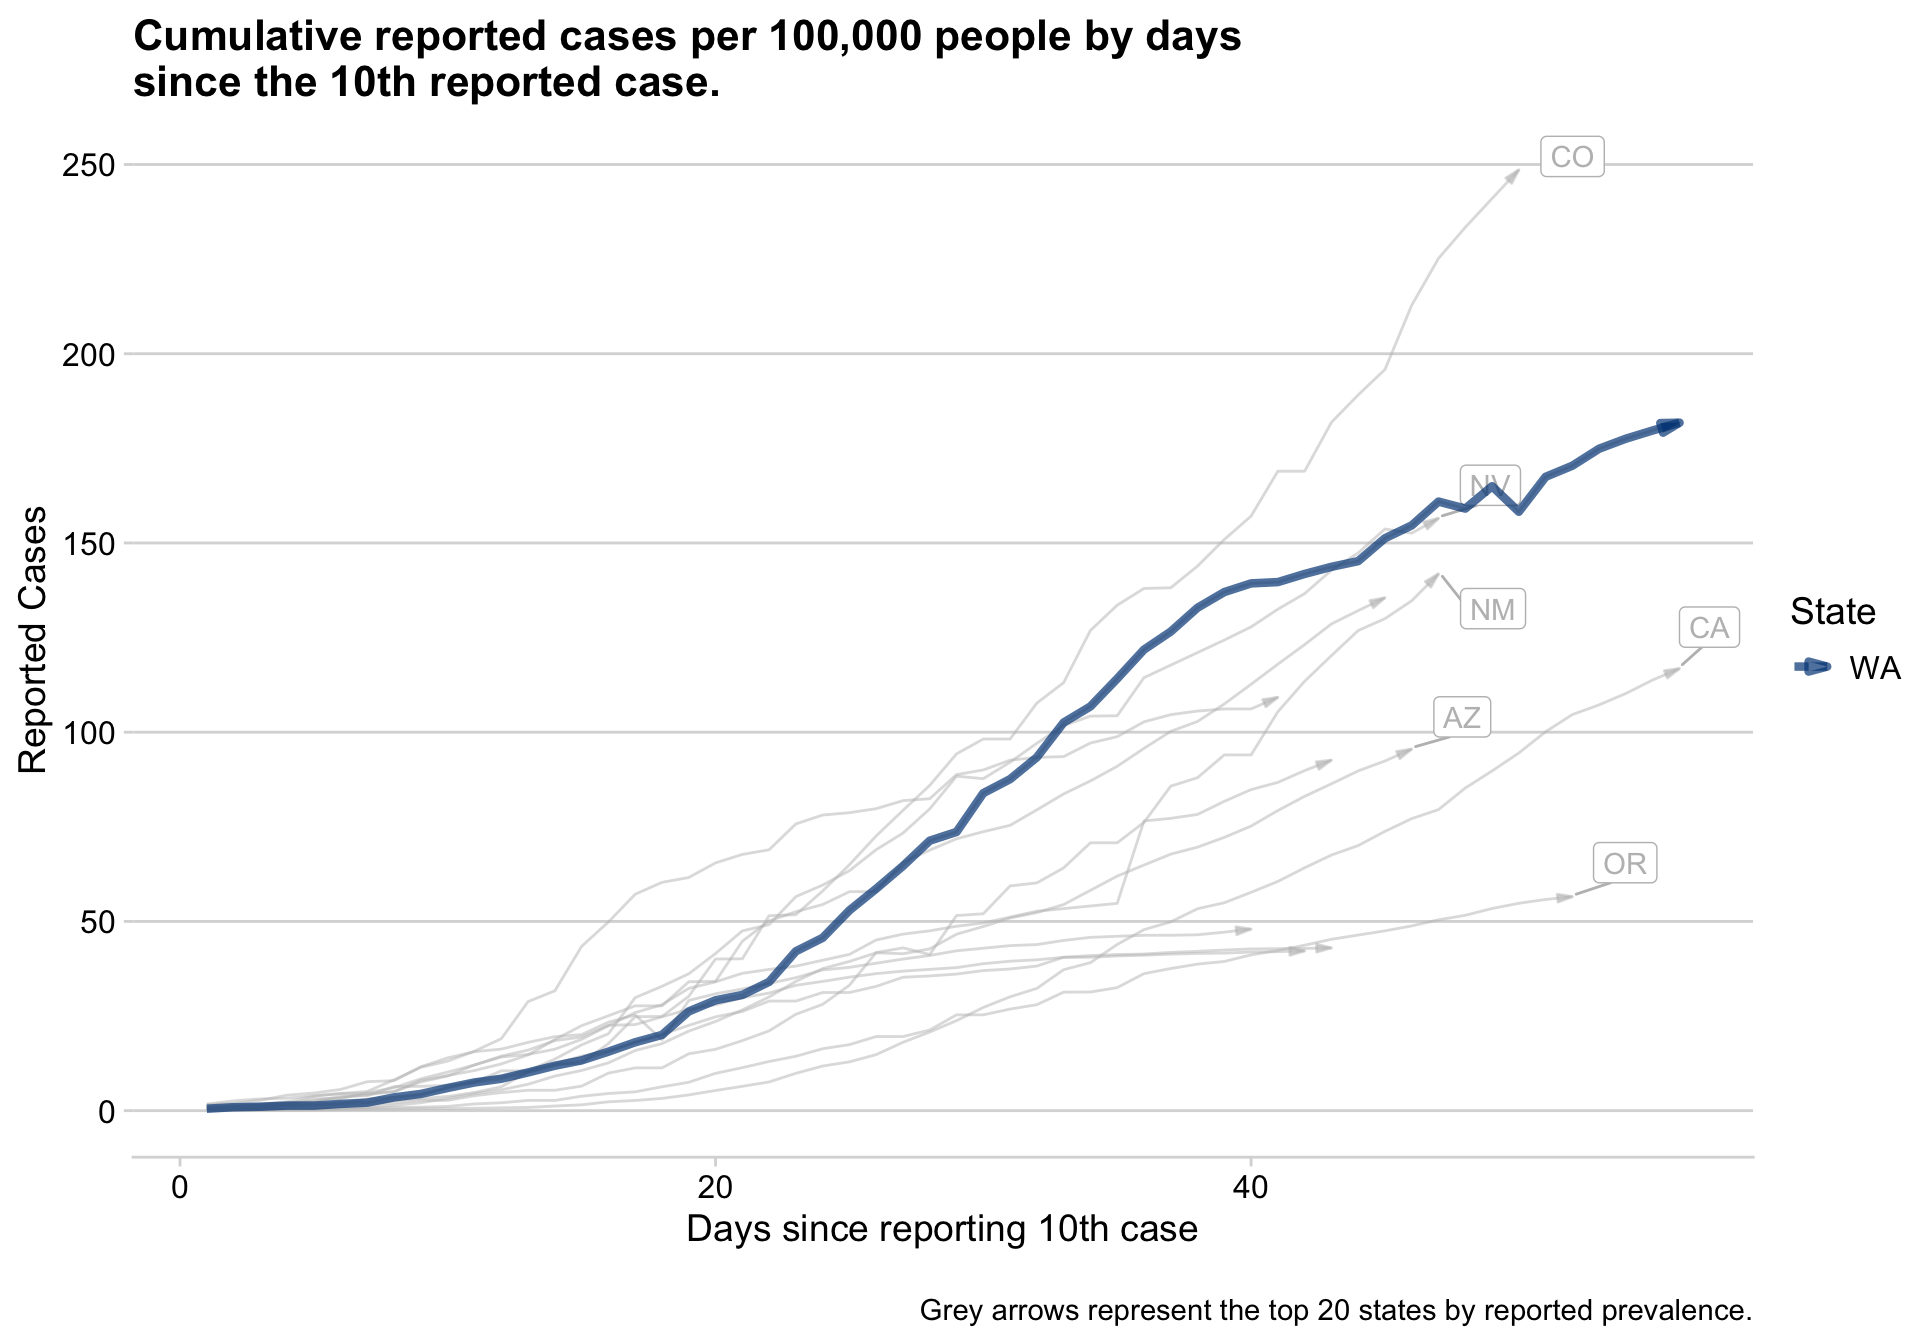 Cumulative reported cases per 100,000 people by days
since the 10th reported case.
250
200
150
100
50
0
Reported Cases
CO
NV
NM
CA
AZ
OR
State
WA
0
20
40
Days since reporting 10th case
Grey arrows represent the top 20 states by reported prevalence.